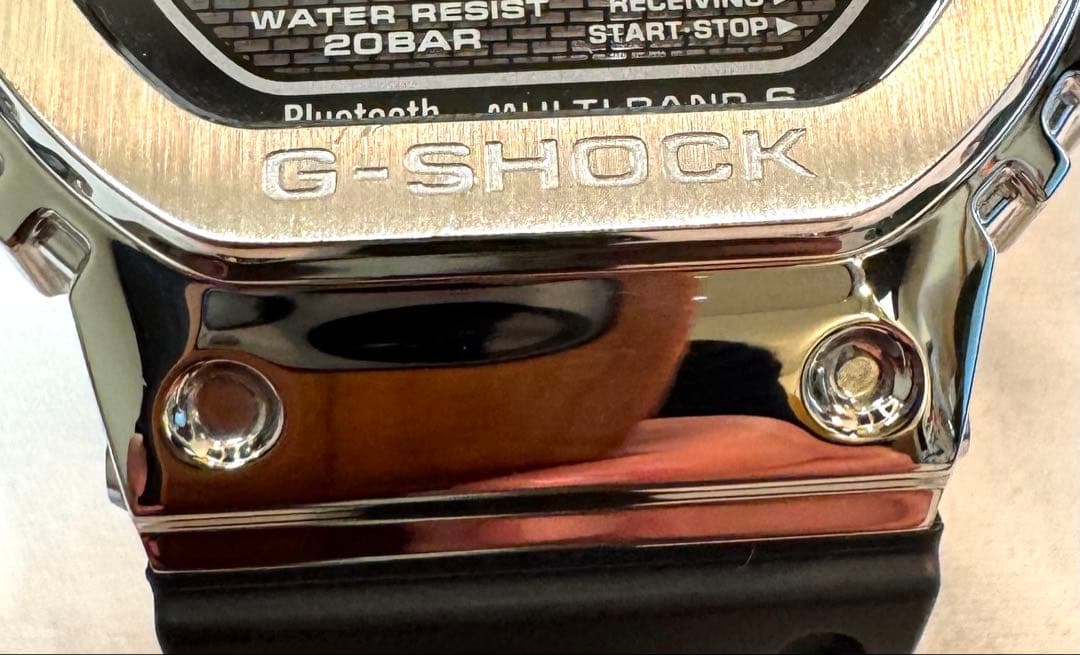 WATER RESIST
20BAR
RECEIVING ▶
START·STOP ▶
Bluetooth MULTI BAND 6
G-SHOCK